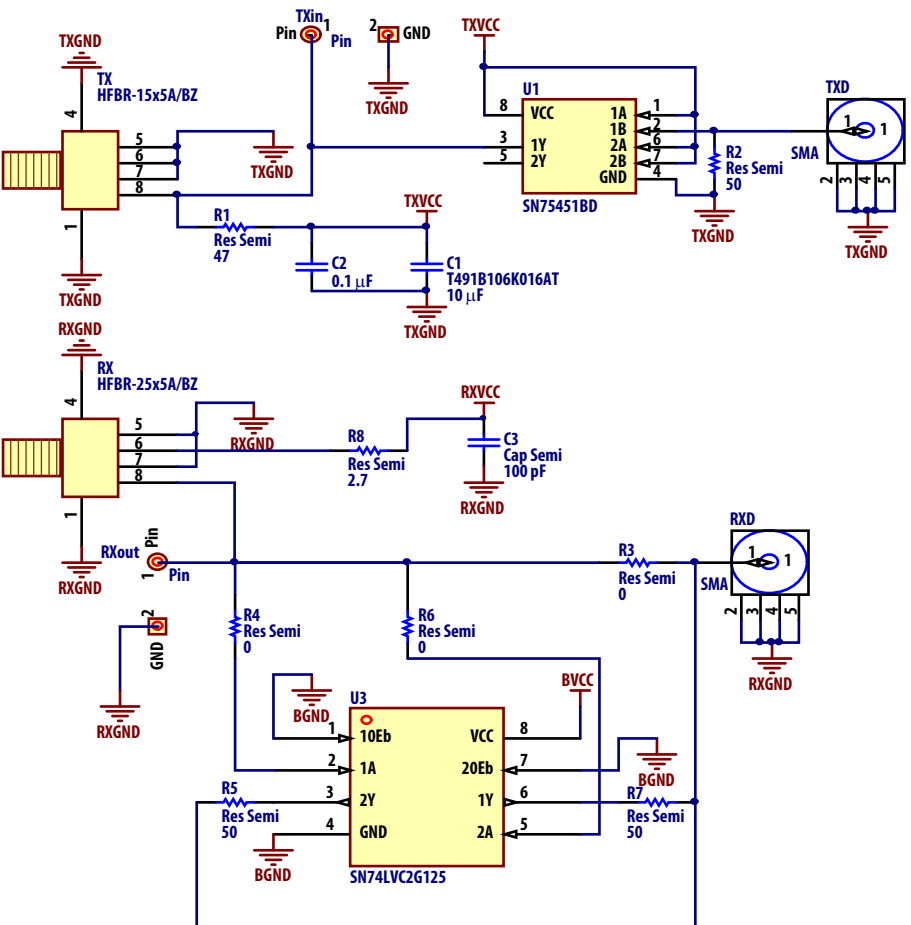 TXin
Pin 1
Pin
2
GND
TXGND
TXVCC
TXGND
TX
HFBR-15x5A/BZ
4
5
6
7
8
1
TXGND
TXGND
U1
8 VCC
3 1Y
5 2Y
1A 1
1B 2
2A 6
2B 7
GND 4
SN75451BD
R2
Res Semi
50
TXGND
TXD
1 1
SMA
2 3 4 5
TXGND
R1
Res Semi
47
TXVCC
C2
0.1 µF
C1
T491B106K016AT
10 µF
TXGND
RXGND
RX
HFBR-25x5A/BZ
4
5
6
7
8
1
RXGND
RXGND
R8
Res Semi
2.7
RXVCC
C3
Cap Semi
100 pF
RXGND
RXout
Pin
1
Pin
2
GND
RXGND
R3
Res Semi
0
RXD
1 1
SMA
2 3 4 5
RXGND
R4
Res Semi
0
R6
Res Semi
0
BGND
BVCC
U3
1 10Eb
2 1A
3 2Y
4 GND
VCC 8
20Eb 7
1Y 6
2A 5
SN74LVC2G125
BGND
R5
Res Semi
50
R7
Res Semi
50
BGND